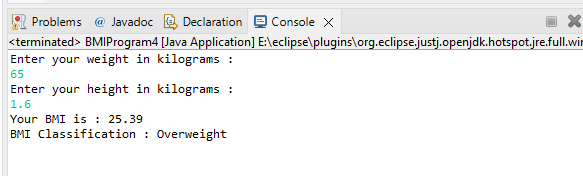 Problems Javadoc Declaration Console
<terminated> BMIProgram4 [Java Application] E:\eclipse\plugins\org.eclipse.justj.openjdk.hotspot.jre.full.win
Enter your weight in kilograms :
65
Enter your height in kilograms :
1.6
Your BMI is : 25.39
BMI Classification : Overweight